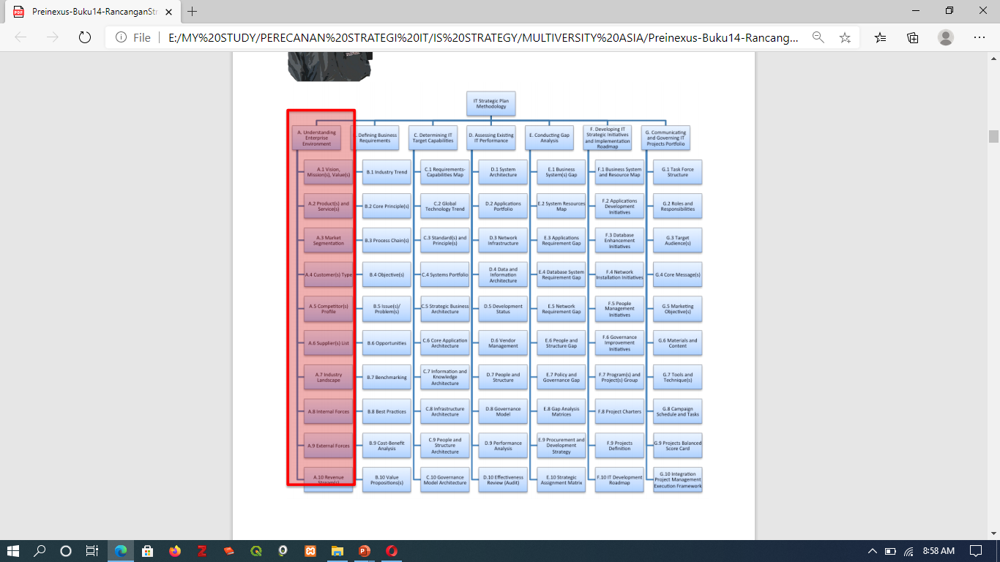 Preinexus-Buku14-RancanganStr
File
E:/MY%20STUDY/PERECANAN%20STRATEGI%20IT/IS%20STRATEGY/MULTIVERSITY%20ASIA/Preinexus-Buku14-Rancang...
IT Strategic Plan
Methodology
A. Understanding
Enterprise
Environment
A.1 Vision,
Mission(s), Value(s)
A.2 Product(s) and
Service(s)
A.3 Market
Segmentation
A.4 Customer(s) Type
A.5 Competitor(s)
Profile
A.6 Supplier(s) List
A.7 Industry
Landscape
A.8 Internal Forces
A.9 External Forces
A.10 Revenue
Stream(s)
. Defining Business
Requirements
B.1 Industry Trend
B.2 Core Principle(s)
B.3 Process Chain(s)
B.4 Objective(s)
B.5 Issue(s)/
Problem(s)
B.6 Opportunities
B.7 Benchmarking
B.8 Best Practices
B.9 Cost-Benefit
Analysis
B.10 Value
Propositions(s)
C. Determining IT
Target Capabilities
C.1 Requirements-
Capabilities Map
C.2 Global
Technology Trend
C.3 Standard(s) and
Principle(s)
C.4 Systems Portfolio
C.5 Strategic Business
Architecture
C.6 Core Application
Architecture
C.7 Information and
Knowledge
Architecture
C.8 Infrastructure
Architecture
C.9 People and
Structure
Architecture
C.10 Governance
Model Architecture
D. Assessing Existing
IT Performance
D.1 System
Architecture
D.2 Applications
Portfolio
D.3 Network
Infrastructure
D.4 Data and
Information
Architecture
D.5 Development
Status
D.6 Vendor
Management
D.7 People and
Structure
D.8 Governance
Model
D.9 Performance
Analysis
D.10 Effectiveness
Review (Audit)
E. Conducting Gap
Analysis
E.1 Business
System(s) Gap
E.2 System Resources
Map
E.3 Applications
Requirement Gap
E.4 Database System
Requirement Gap
E.5 Network
Requirement Gap
E.6 People and
Structure Gap
E.7 Policy and
Governance Gap
E.8 Gap Analysis
Matrices
E.9 Procurement and
Development
Strategy
E.10 Strategic
Assignment Matrix
F. Developing IT
Strategic Initiatives
and Implementation
Roadmap
F.1 Business System
and Resource Map
F.2 Applications
Development
Initiatives
F.3 Database
Enhancement
Initiatives
F.4 Network
Installation Initiatives
F.5 People
Management
Initiatives
F.6 Governance
Improvement
Initiatives
F.7 Program(s) and
Project(s) Group
F.8 Project Charters
F.9 Projects
Definition
F.10 IT Development
Roadmap
G. Communicating
and Governing IT
Projects Portfolio
G.1 Task Force
Structure
G.2 Roles and
Responsibilities
G.3 Target
Audience(s)
G.4 Core Message(s)
G.5 Marketing
Objective(s)
G.6 Materials and
Content
G.7 Tools and
Technique(s)
G.8 Campaign
Schedule and Tasks
G.9 Projects Balanced
Score Card
G.10 Integration
Project Management
Execution Framework
8:58 AM